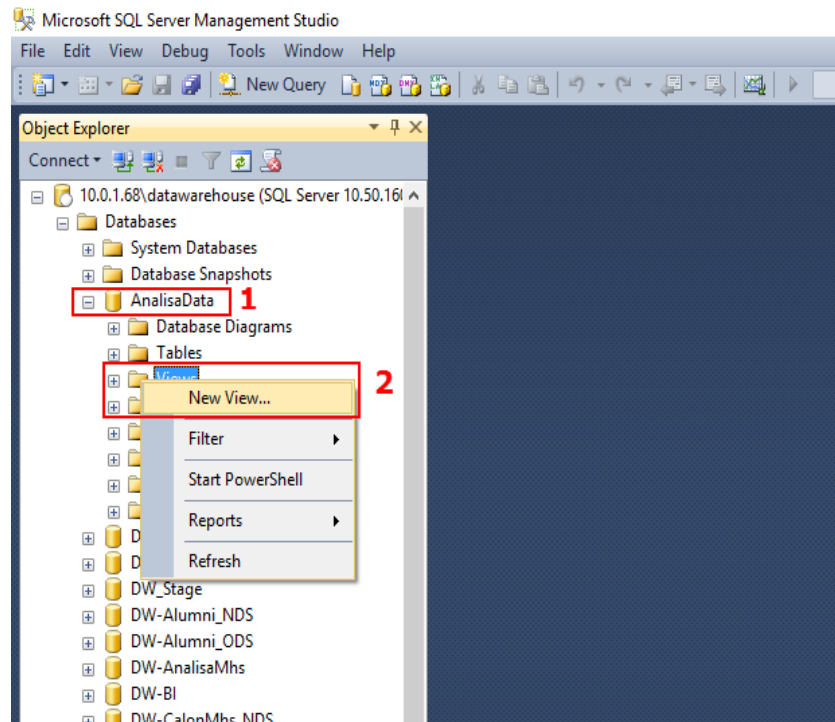 Microsoft SQL Server Management Studio
File Edit View Debug Tools Window Help
New Query
Object Explorer
Connect
10.0.1.68\datawarehouse (SQL Server 10.50.160
Databases
System Databases
Database Snapshots
AnalisaData 1
Database Diagrams
Tables
Views 2
New View...
Filter
Start PowerShell
Reports
D
D Refresh
DW_Stage
DW-Alumni_NDS
DW-Alumni_ODS
DW-AnalisaMhs
DW-BI
DW-CalonMhs_NDS